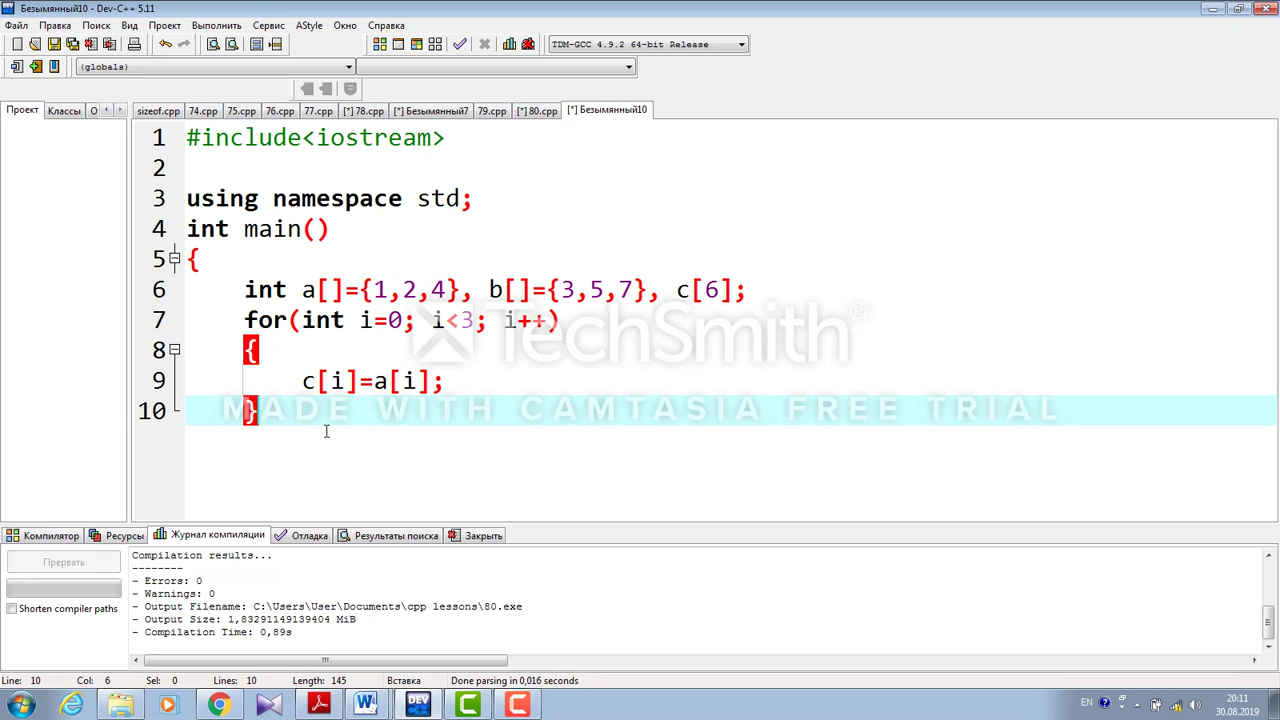 Безымянный10 - Dev-C++ 5.11
Файл Правка Поиск Вид Проект Выполнить Сервис AStyle Окно Справка
TDM-GCC 4.9.2 64-bit Release
(globals)
Проект Классы О
sizeof.cpp 74.cpp 75.cpp 76.cpp 77.cpp [*] 78.cpp [*] Безымянный7 79.cpp [*] 80.cpp [*] Безымянный10
1 #include<iostream>
2
3 using namespace std;
4 int main()
5 {
6 int a[]={1,2,4}, b[]={3,5,7}, c[6];
7 for(int i=0; i<3; i++)
8 {
9 c[i]=a[i];
10 }
TechSmith®
MADE WITH CAMTASIA FREE TRIAL
Компилятор Ресурсы Журнал компиляции Отладка Результаты поиска Закрыть
Прервать
Shorten compiler paths
Compilation results...
--------
- Errors: 0
- Warnings: 0
- Output Filename: C:\Users\User\Documents\cpp lessons\80.exe
- Output Size: 1,83291149139404 MiB
- Compilation Time: 0,89s
Line: 10 Col: 6 Sel: 0 Lines: 10 Length: 145 Вставка Done parsing in 0,016 seconds
DEV
EN
20:11
30.08.2019